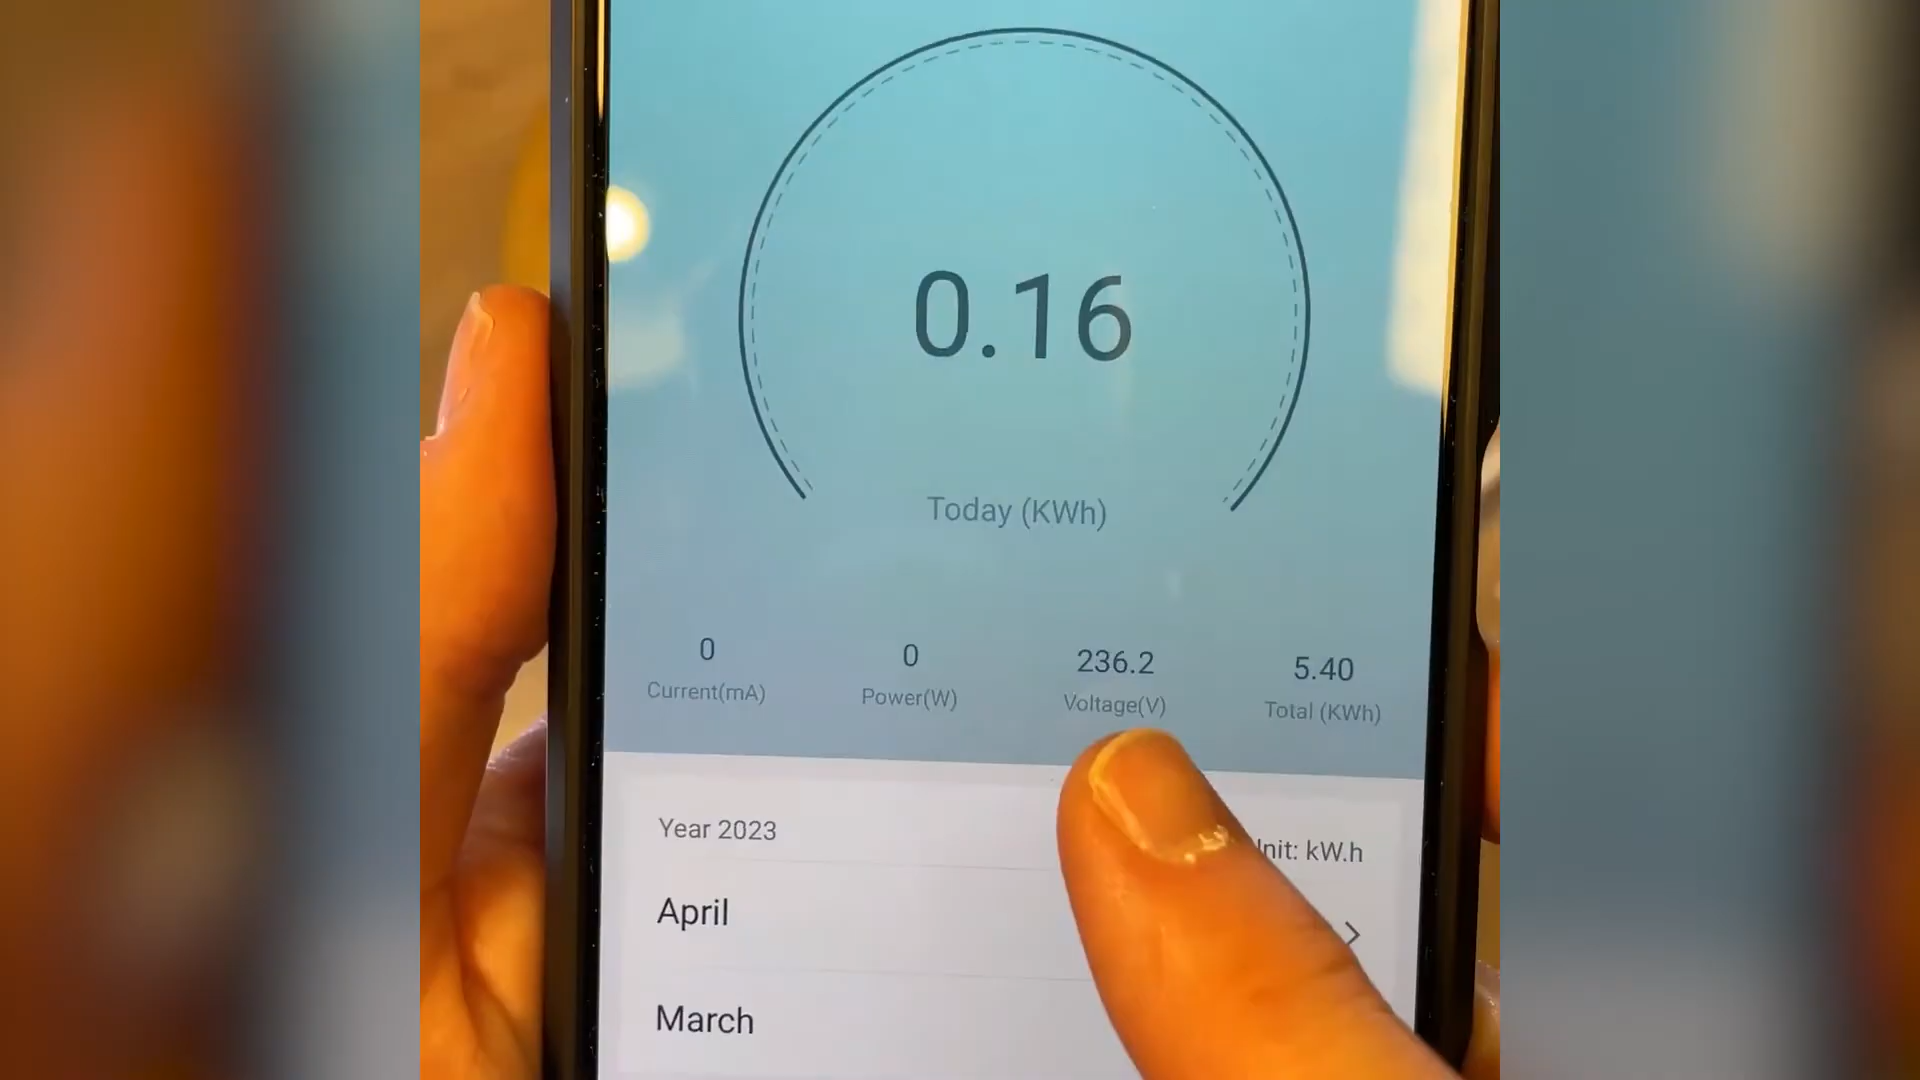 0.16
Today (KWh)
0 0 236.2 5.40
Current(mA) Power(W) Voltage(V) Total (KWh)
Year 2023 Unit: kW.h
April
March